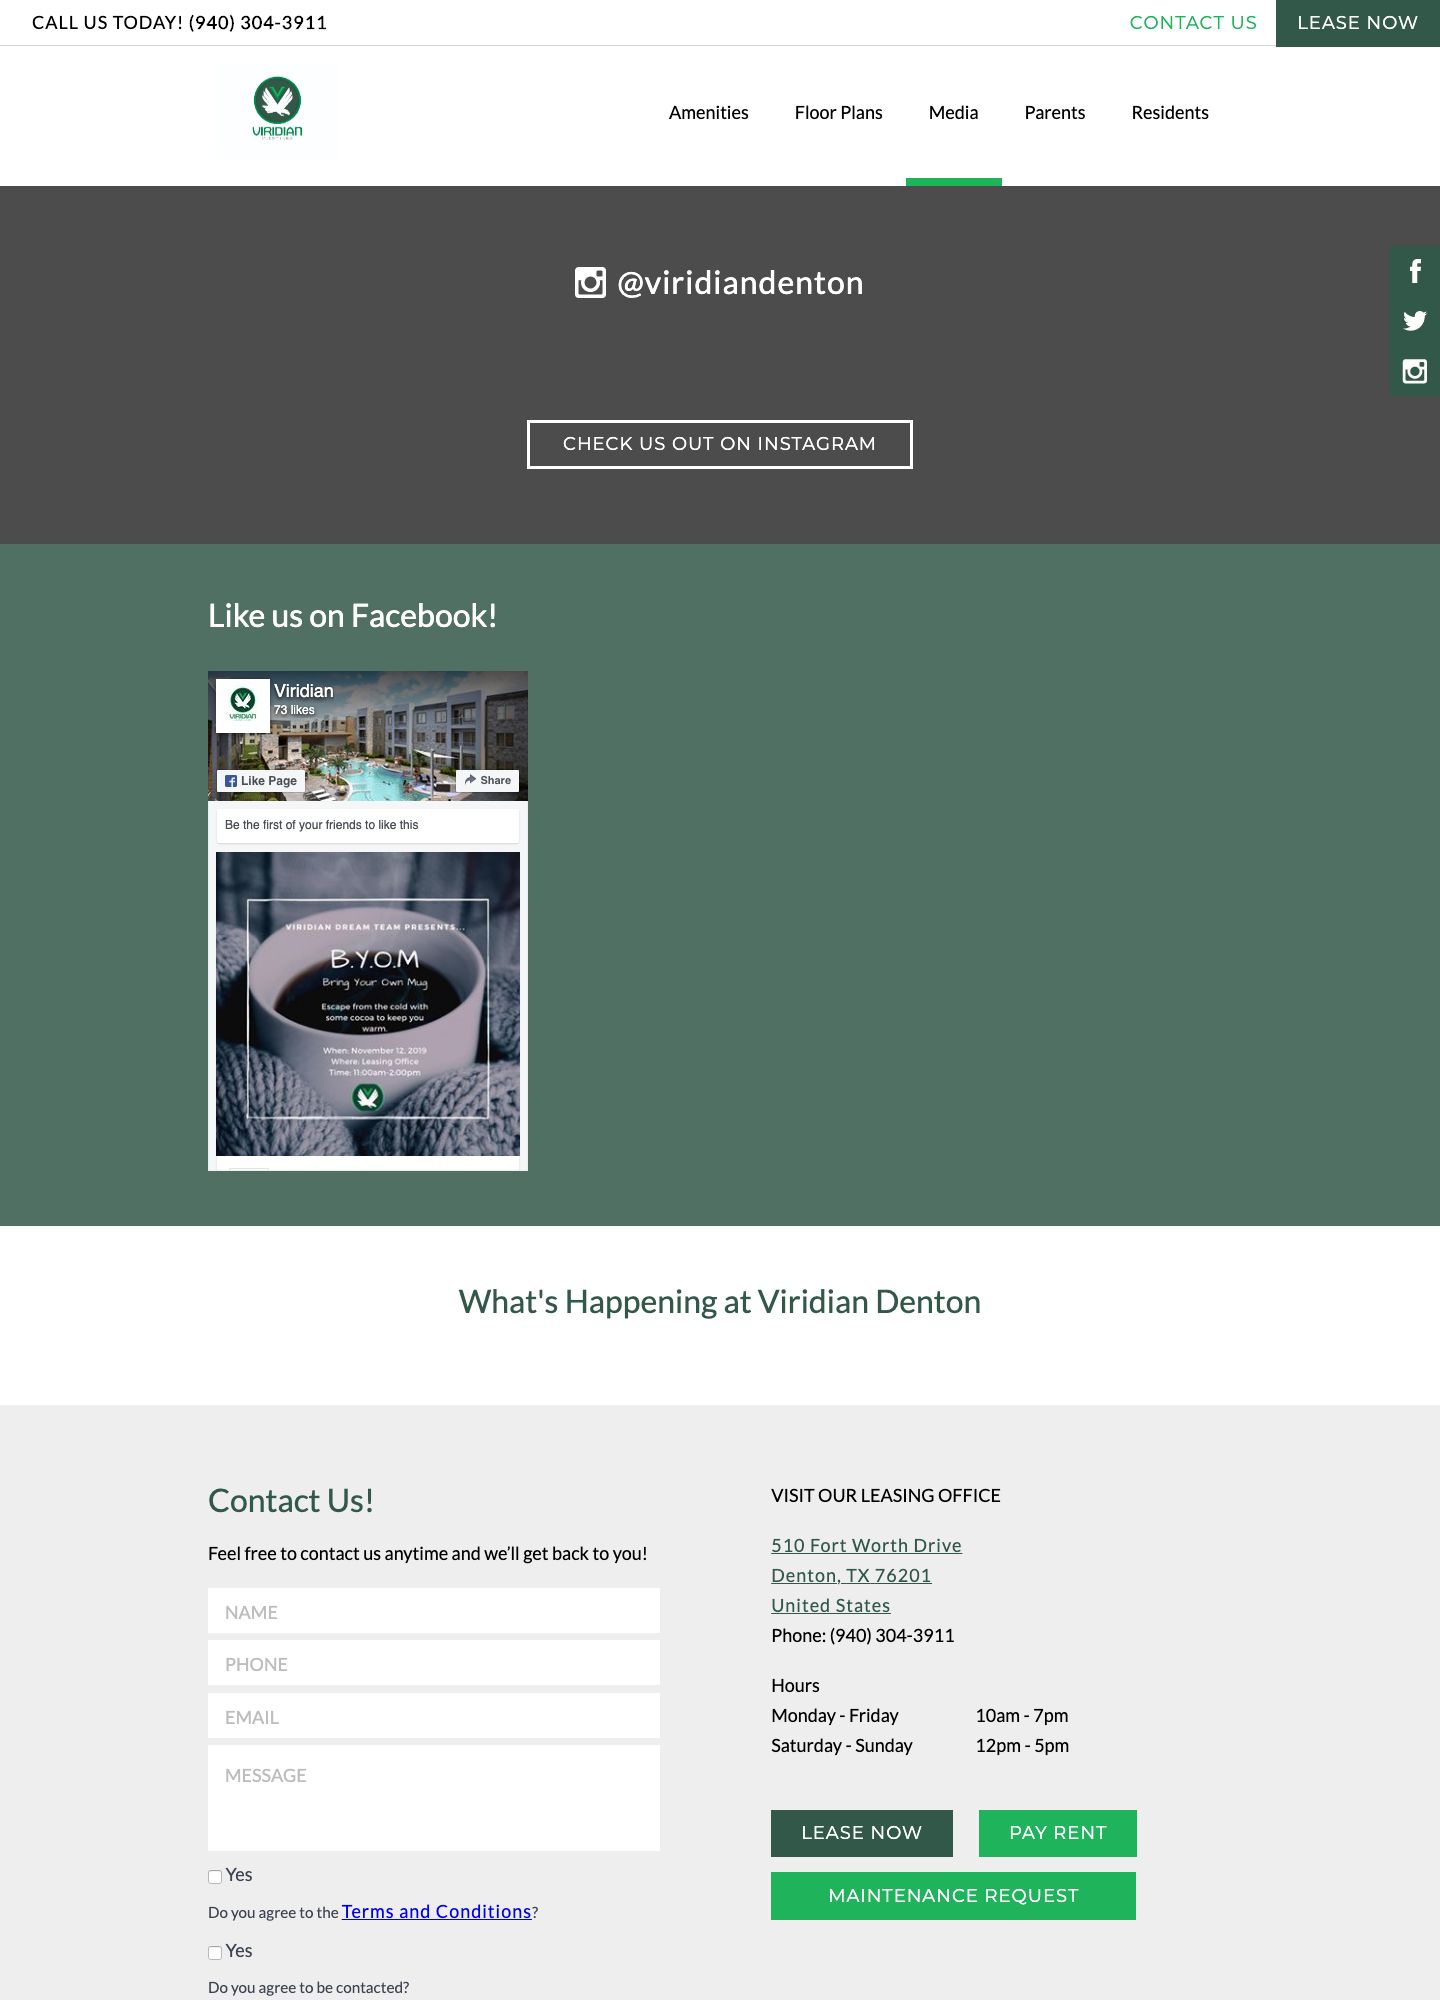 CALL US TODAY! (940) 304-3911
CONTACT US
LEASE NOW
VIRIDIAN
Amenities
Floor Plans
Media
Parents
Residents
@viridiandenton
CHECK US OUT ON INSTAGRAM
Like us on Facebook!
VIRIDIAN
Viridian
73 likes
Like Page
Share
Be the first of your friends to like this
VIRIDIAN DREAM TEAM PRESENTS...
B.Y.O.M
Bring Your Own Mug
Escape from the cold with
some cocoa to keep you
warm.
When: November 12, 2019
Where: Leasing Office
Time: 11:00am-2:00pm
What's Happening at Viridian Denton
Contact Us!
Feel free to contact us anytime and we’ll get back to you!
NAME
PHONE
EMAIL
MESSAGE
Yes
Do you agree to the Terms and Conditions?
Yes
Do you agree to be contacted?
VISIT OUR LEASING OFFICE
510 Fort Worth Drive
Denton, TX 76201
United States
Phone: (940) 304-3911
Hours
Monday - Friday 10am - 7pm
Saturday - Sunday 12pm - 5pm
LEASE NOW
PAY RENT
MAINTENANCE REQUEST